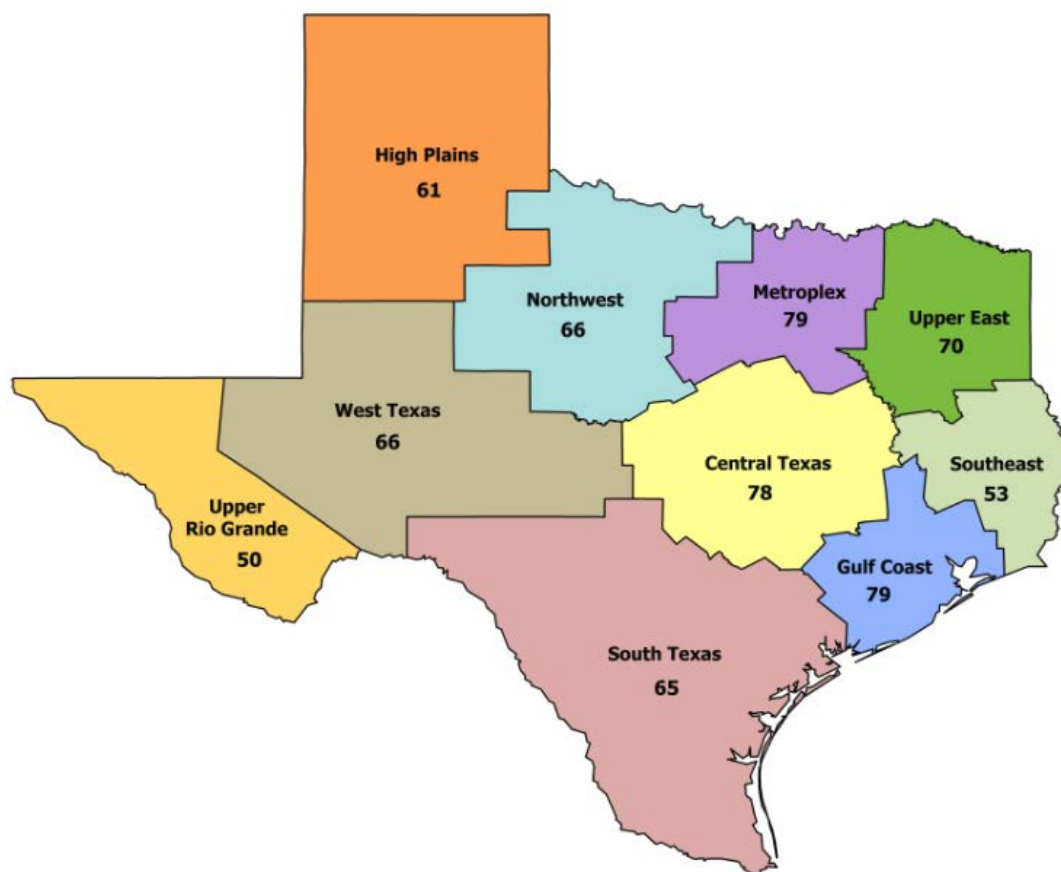 High Plains
61
Northwest
66
Metroplex
79
Upper East
70
West Texas
66
Central Texas
78
Southeast
53
Upper
Rio Grande
50
Gulf Coast
79
South Texas
65